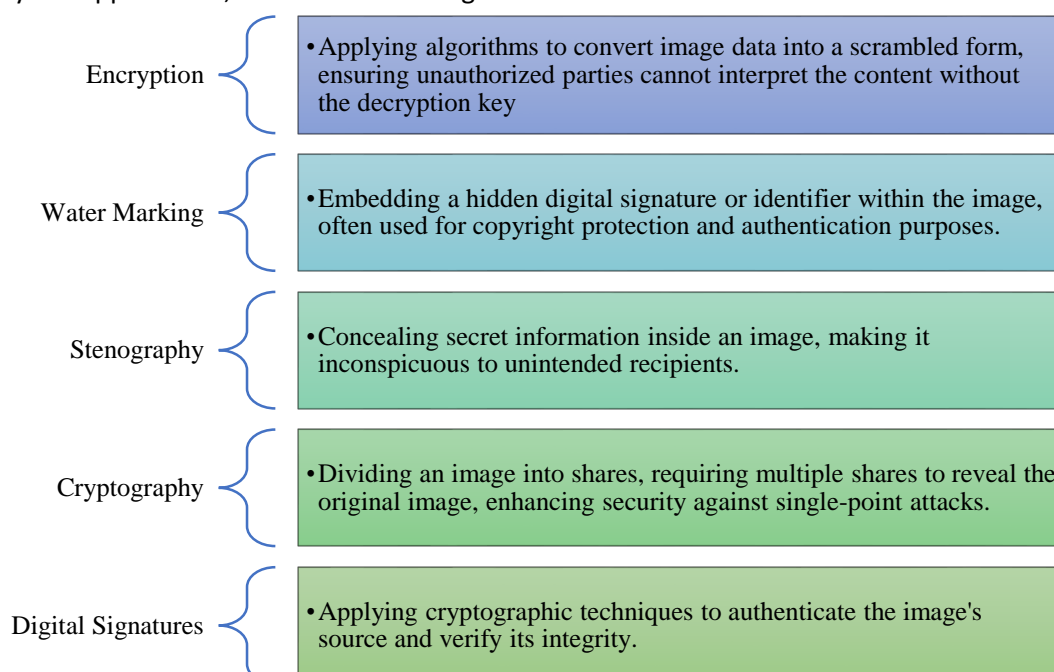 Encryption
•Applying algorithms to convert image data into a scrambled form,
ensuring unauthorized parties cannot interpret the content without
the decryption key
Water Marking
•Embedding a hidden digital signature or identifier within the image,
often used for copyright protection and authentication purposes.
Stenography
•Concealing secret information inside an image, making it
inconspicuous to unintended recipients.
Cryptography
•Dividing an image into shares, requiring multiple shares to reveal the
original image, enhancing security against single-point attacks.
Digital Signatures
•Applying cryptographic techniques to authenticate the image's
source and verify its integrity.